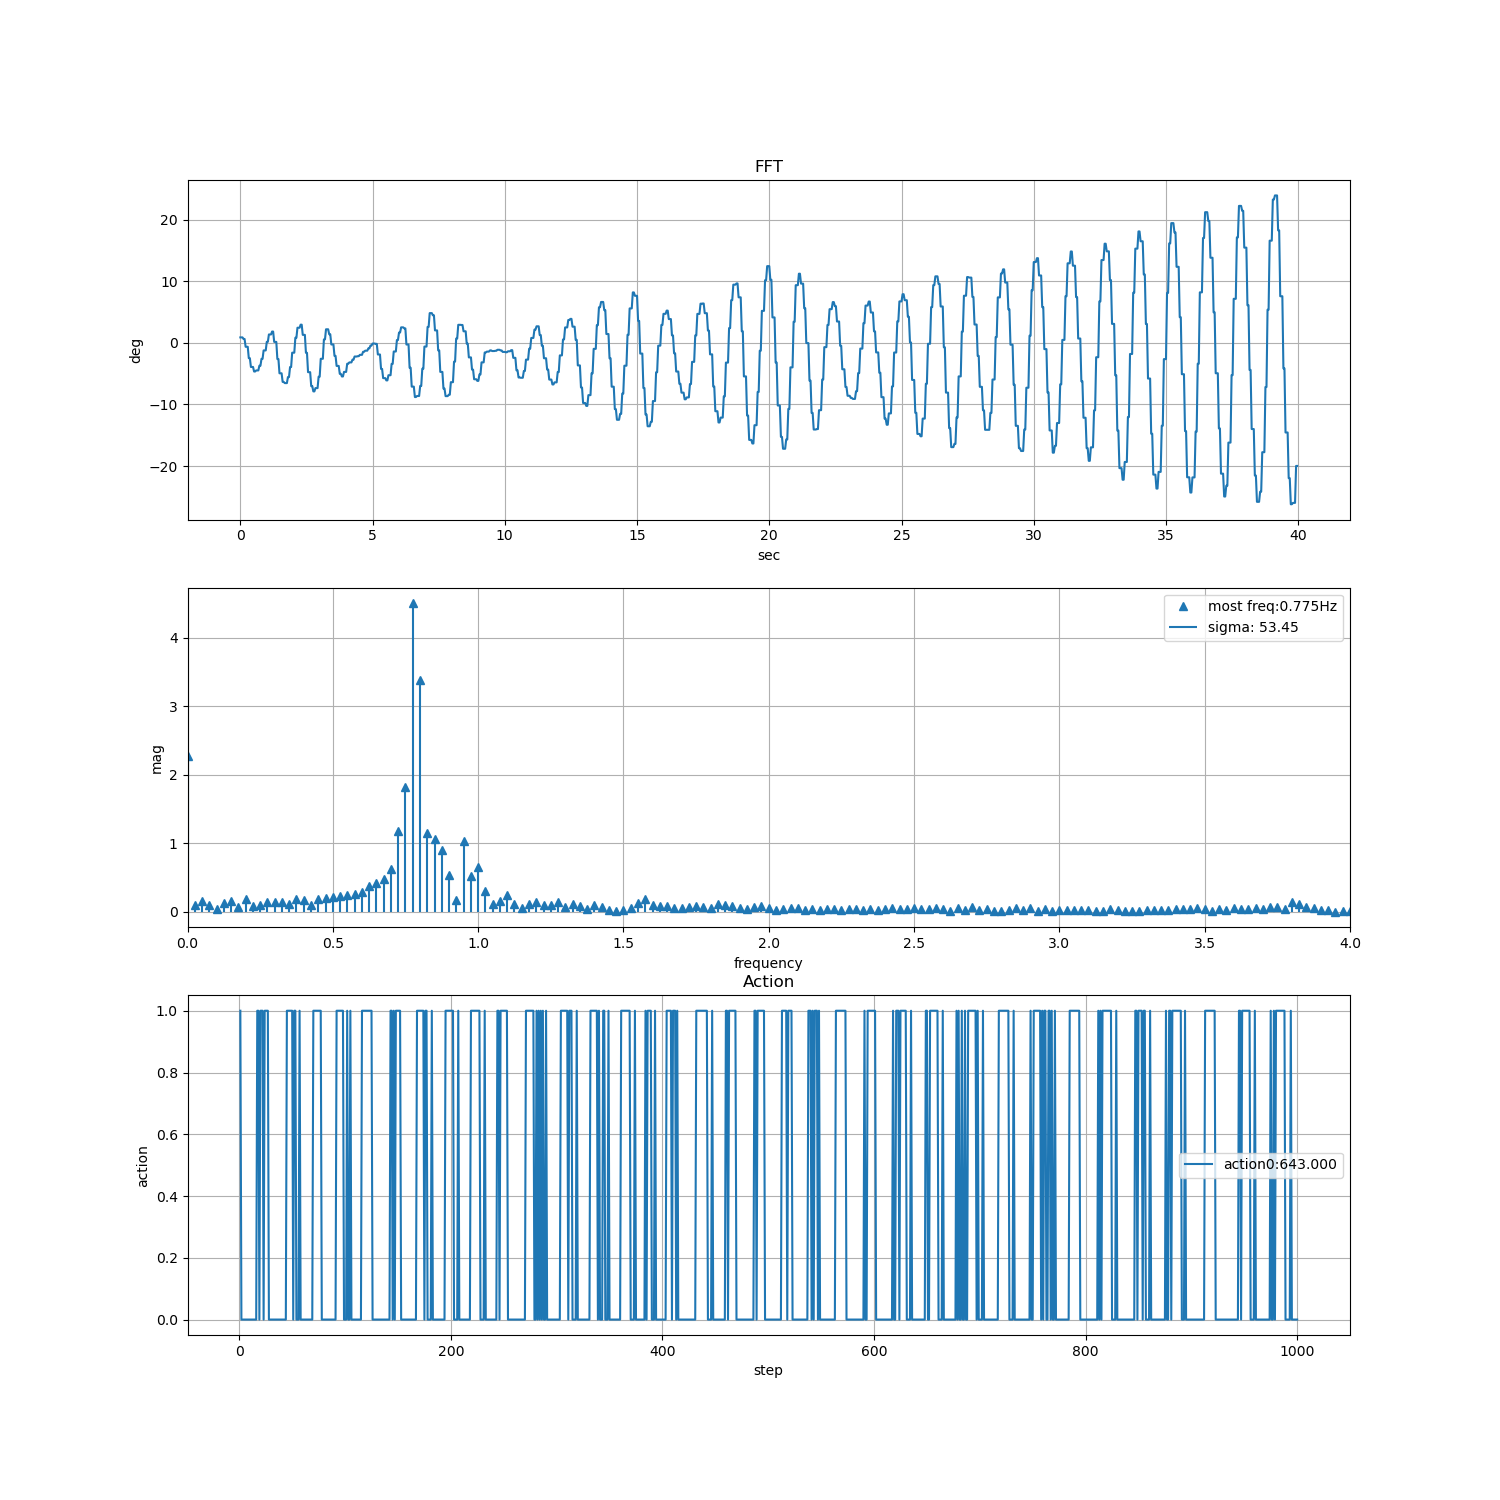 FFT
20
10
0
−10
−20
deg
0 5 10 15 20 25 30 35 40
sec
most freq:0.775Hz
sigma: 53.45
4
3
2
1
0
mag
0.0 0.5 1.0 1.5 2.0 2.5 3.0 3.5 4.0
frequency
Action
1.0
0.8
0.6
0.4
0.2
0.0
action
action0:643.000
0 200 400 600 800 1000
step